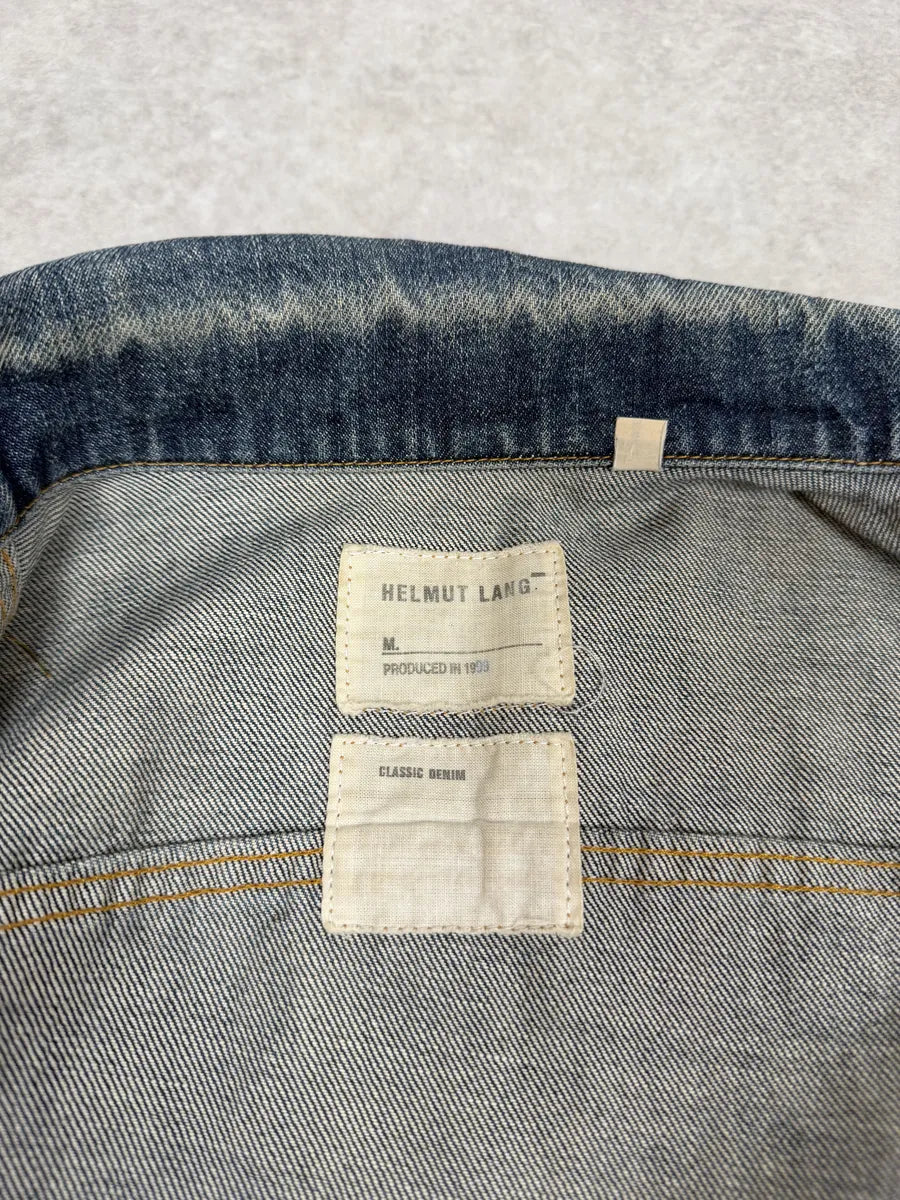 HELMUT LANG
M.
PRODUCED IN 1999
CLASSIC DENIM